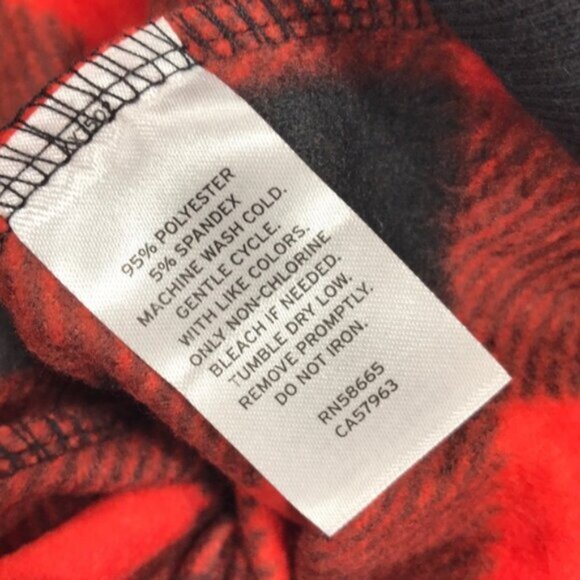 95% POLYESTER
5% SPANDEX
MACHINE WASH COLD.
GENTLE CYCLE.
WITH LIKE COLORS.
ONLY NON-CHLORINE
BLEACH IF NEEDED.
TUMBLE DRY LOW.
REMOVE PROMPTLY.
DO NOT IRON.
RN58665
CA57963